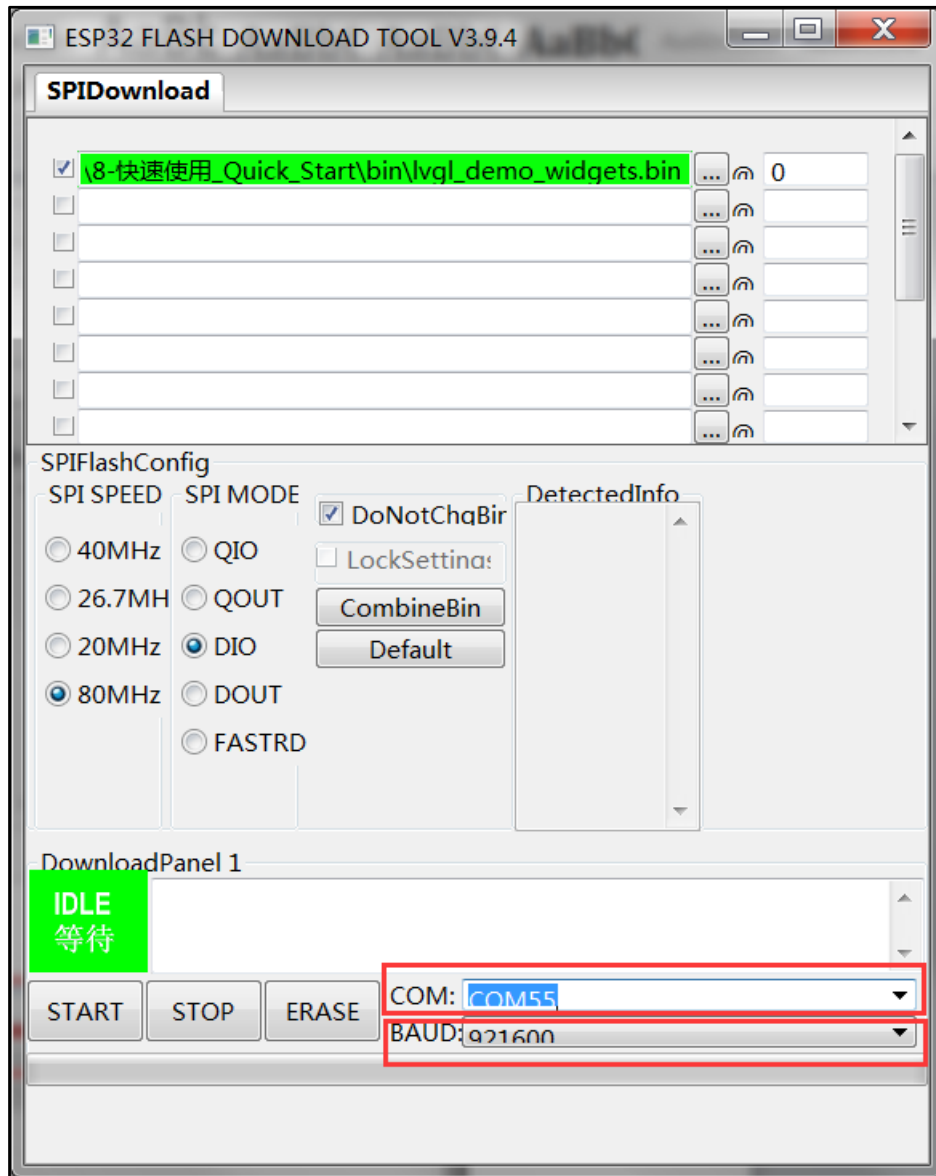 ESP32 FLASH DOWNLOAD TOOL V3.9.4
SPIDownload
\8-快速使用_Quick_Start\bin\lvgl_demo_widgets.bin ... @ 0
... @
... @
... @
... @
... @
... @
... @
SPIFlashConfig
SPI SPEED SPI MODE DetectedInfo
DoNotChgBin
40MHz QIO LockSettings
26.7MH QOUT CombineBin
20MHz DIO Default
80MHz DOUT
FASTRD
DownloadPanel 1
IDLE
等待
START STOP ERASE COM: COM55
BAUD: 921600